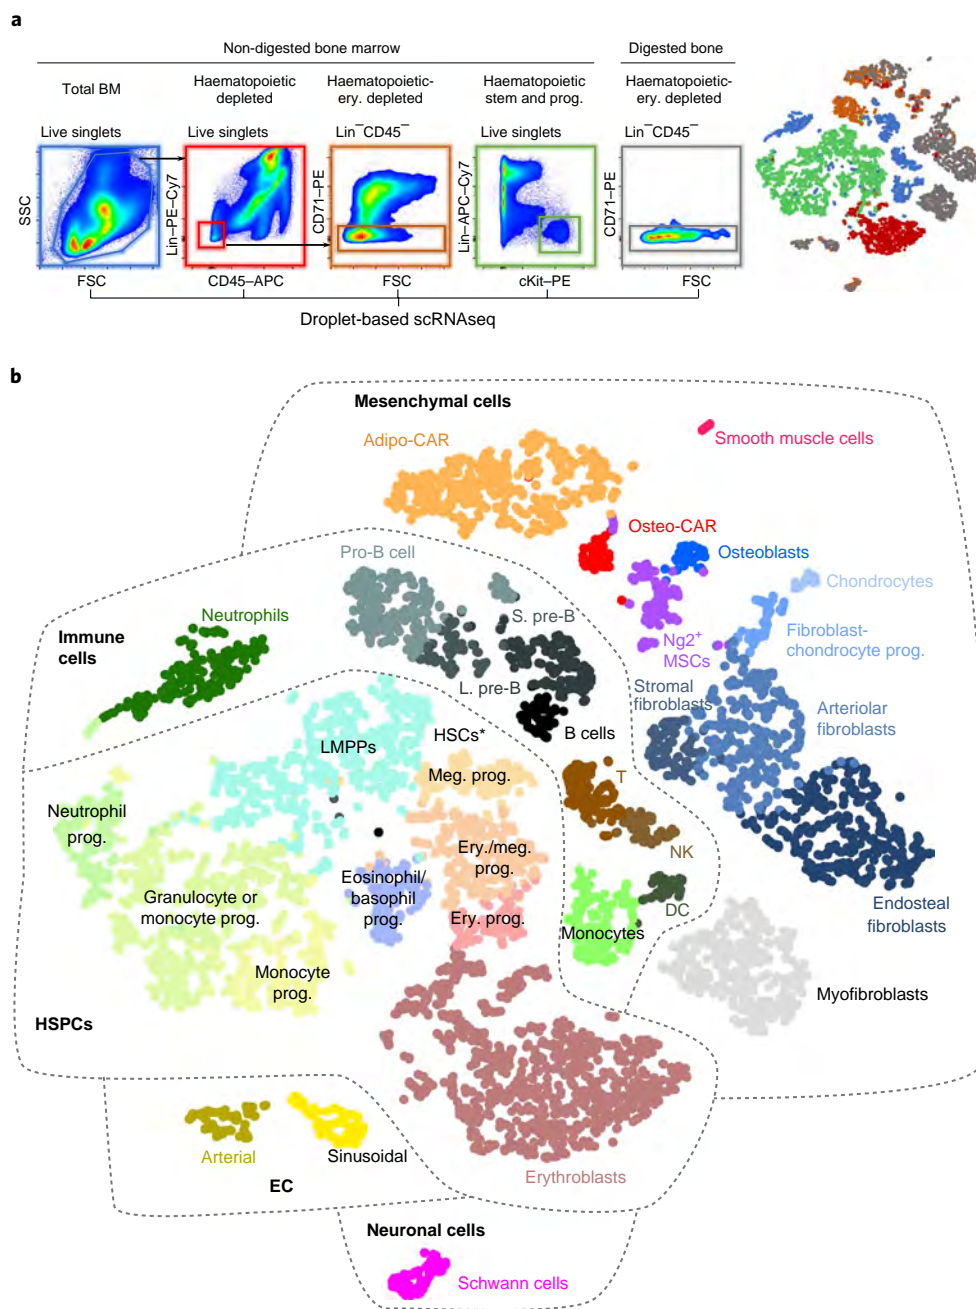 a
Non-digested bone marrow
Digested bone
Total BM
Haematopoietic
depleted
Haematopoietic-
ery. depleted
Haematopoietic
stem and prog.
Haematopoietic-
ery. depleted
Live singlets
Live singlets
Lin⁻CD45⁻
Live singlets
Lin⁻CD45⁻
SSC
Lin–PE–Cy7
CD71–PE
Lin–APC–Cy7
CD71–PE
FSC
CD45–APC
FSC
cKit–PE
FSC
Droplet-based scRNAseq
b
Mesenchymal cells
Adipo-CAR
Smooth muscle cells
Osteo-CAR
Osteoblasts
Pro-B cell
Chondrocytes
Neutrophils
S. pre-B
Immune
cells
Ng2⁺
MSCs
Fibroblast-
chondrocyte prog.
L. pre-B
Stromal
fibroblasts
Arteriolar
fibroblasts
B cells
LMPPs
HSCs*
Meg. prog.
T
Neutrophil
prog.
Ery./meg.
prog.
NK
Eosinophil/
basophil
prog.
Granulocyte or
monocyte prog.
DC
Endosteal
fibroblasts
Ery. prog.
Monocytes
Monocyte
prog.
Myofibroblasts
HSPCs
Arterial
Sinusoidal
Erythroblasts
EC
Neuronal cells
Schwann cells